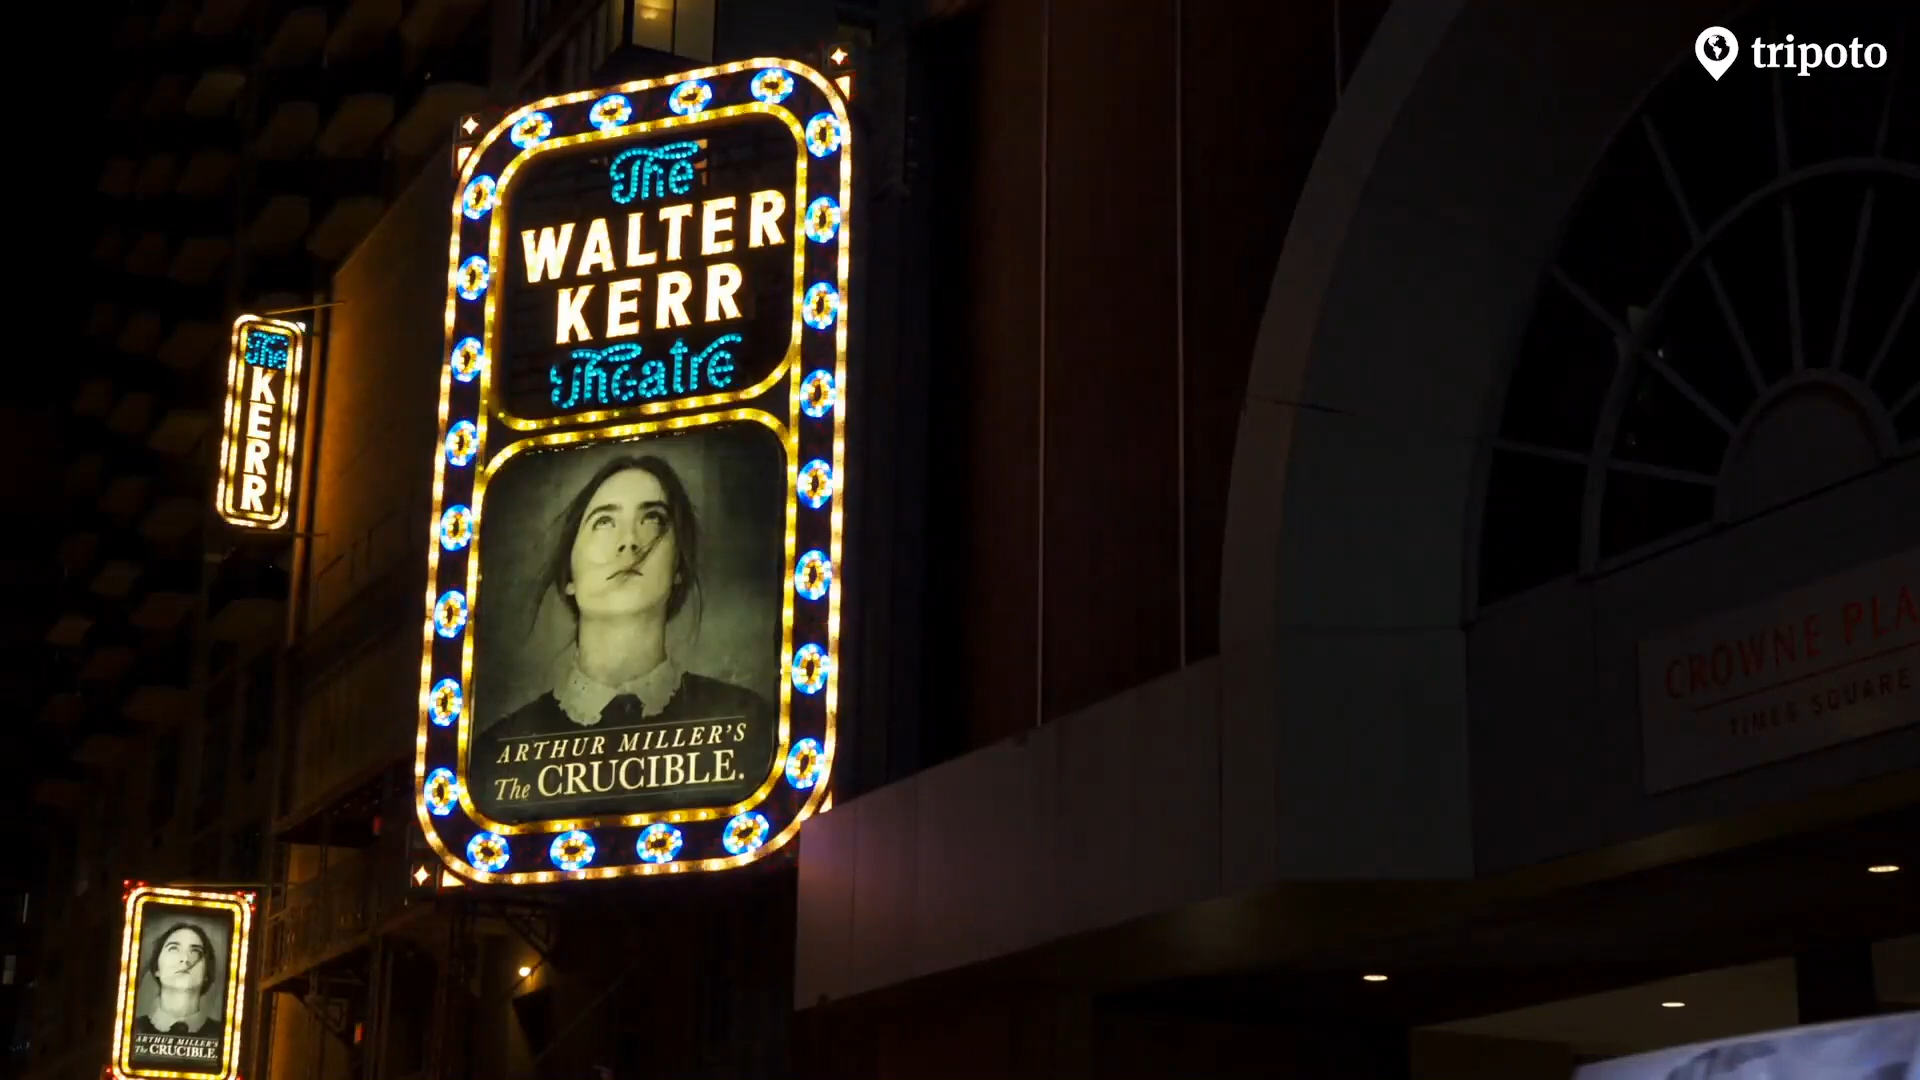 tripoto
The
WALTER
KERR
Theatre
The
KERR
ARTHUR MILLER'S
The CRUCIBLE.
CROWNE PLA
TIMES SQUARE
ARTHUR MILLER'S
The CRUCIBLE.